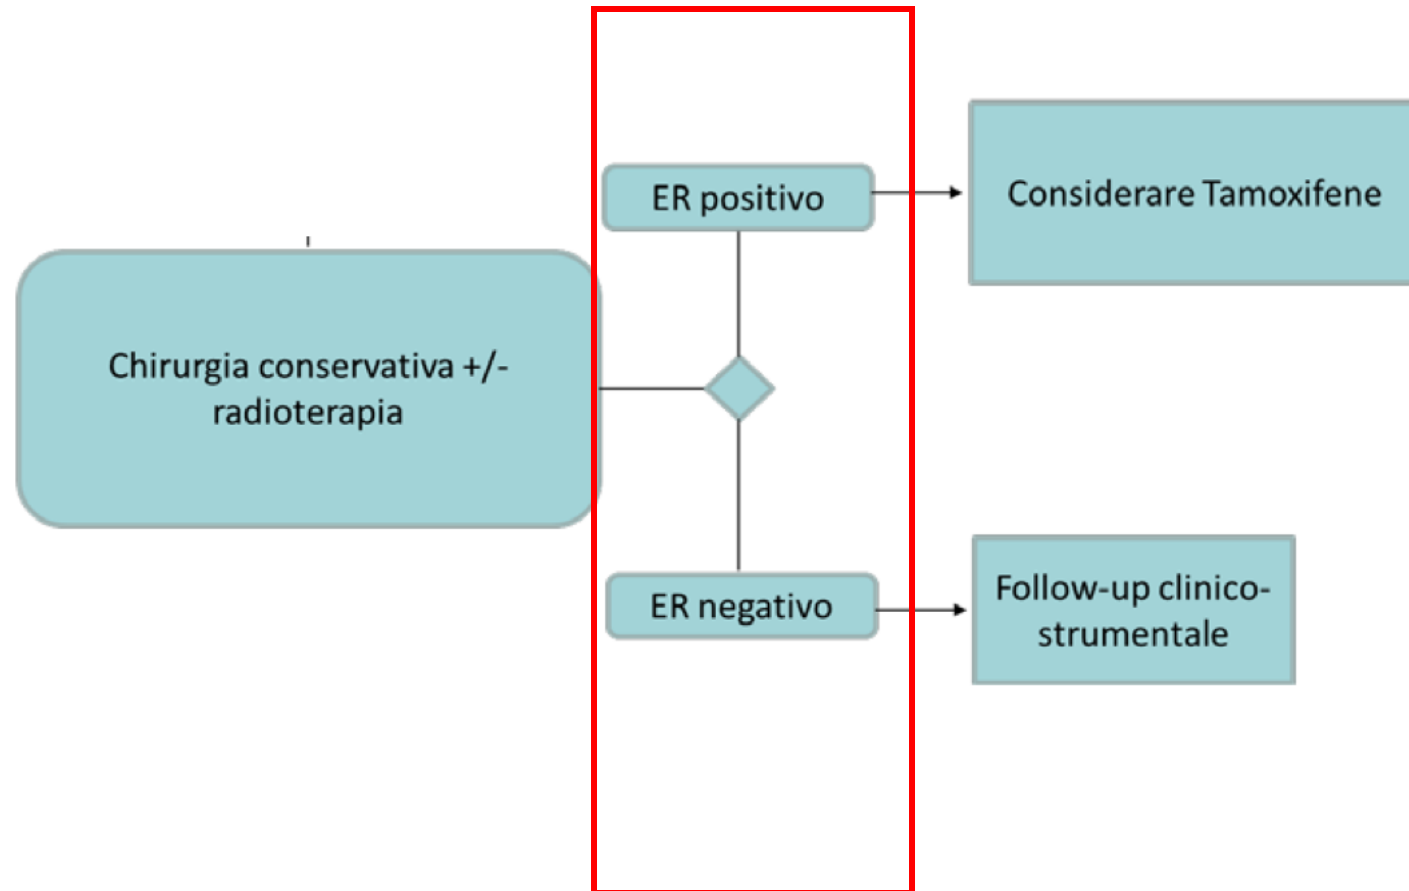 ER positivo
Considerare Tamoxifene
Chirurgia conservativa +/-
radioterapia
ER negativo
Follow-up clinico-
strumentale